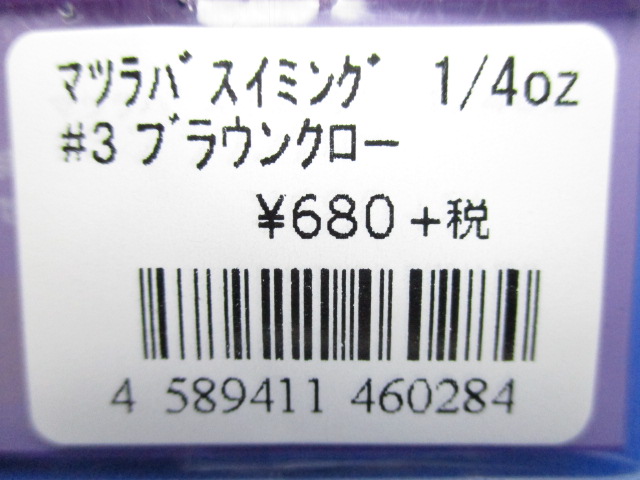 マツラバ スイミング 1/4oz
#3 ブラウンクロー
¥680+税
4 589411 460284